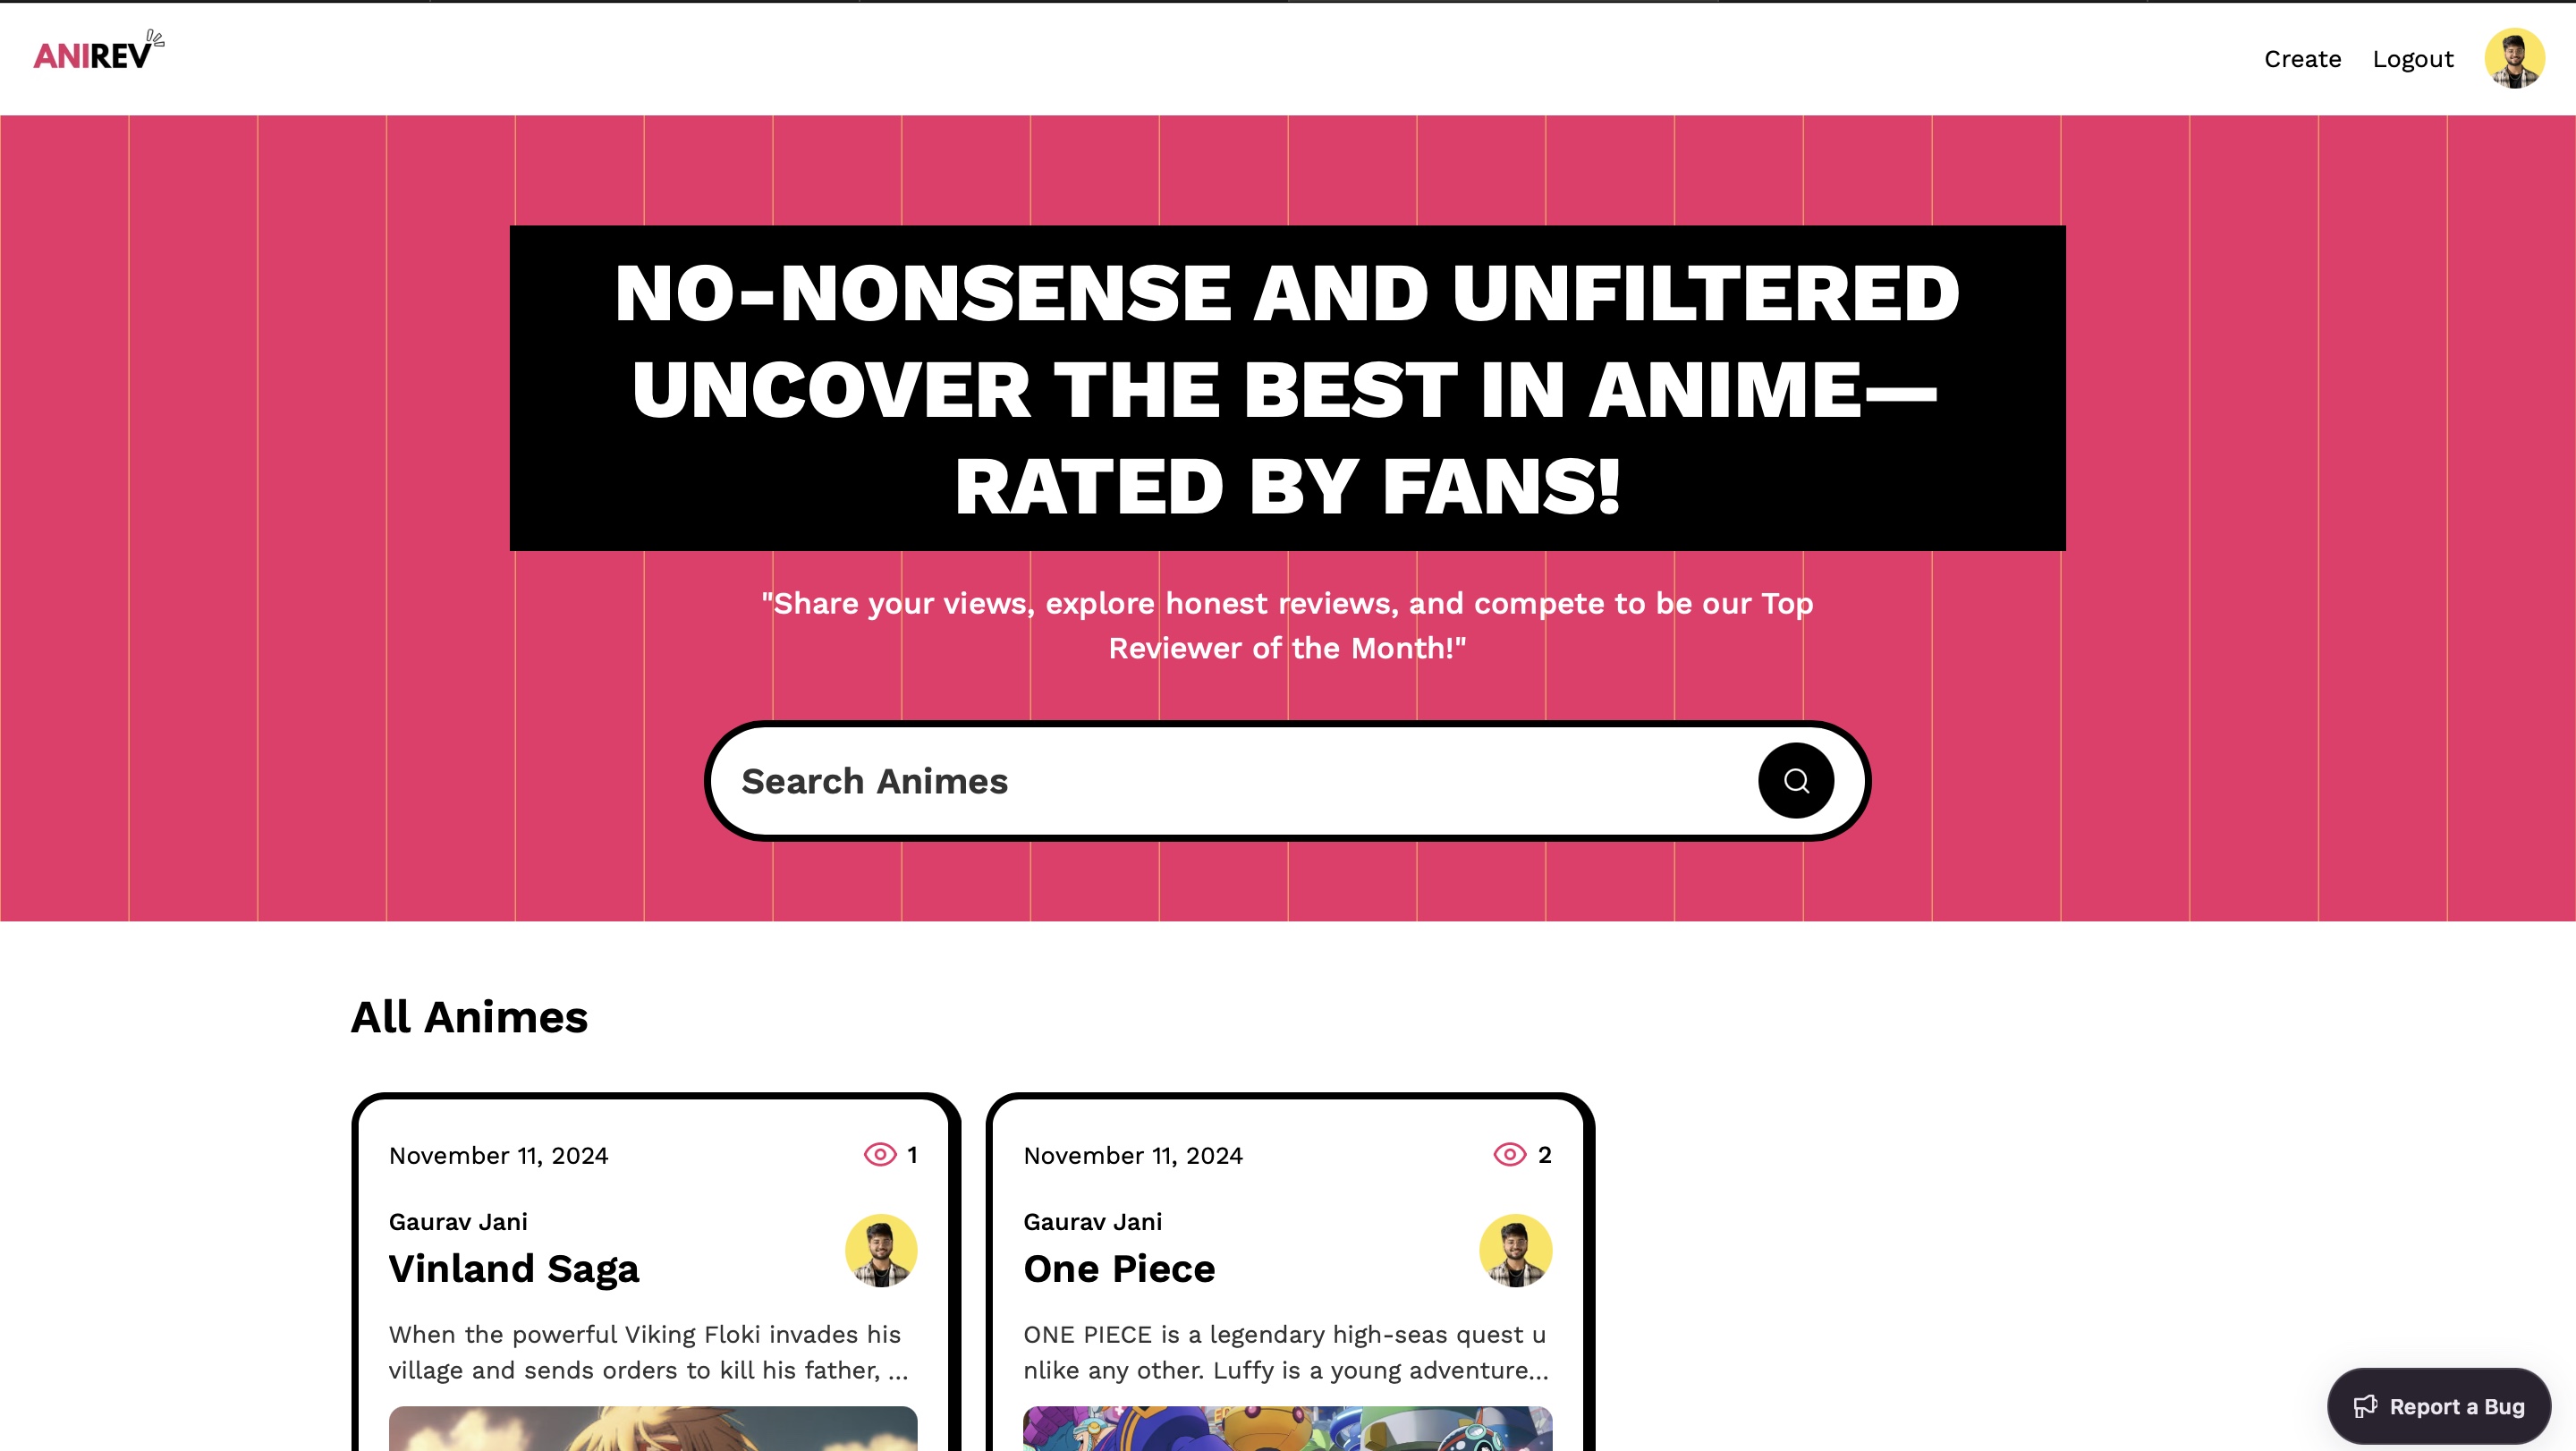 ANIREV
Create Logout
NO-NONSENSE AND UNFILTERED
UNCOVER THE BEST IN ANIME—
RATED BY FANS!
"Share your views, explore honest reviews, and compete to be our Top
Reviewer of the Month!"
Search Animes
All Animes
November 11, 2024 1
Gaurav Jani
Vinland Saga
When the powerful Viking Floki invades his
village and sends orders to kill his father, ...
November 11, 2024 2
Gaurav Jani
One Piece
ONE PIECE is a legendary high-seas quest u
nlike any other. Luffy is a young adventure...
Report a Bug